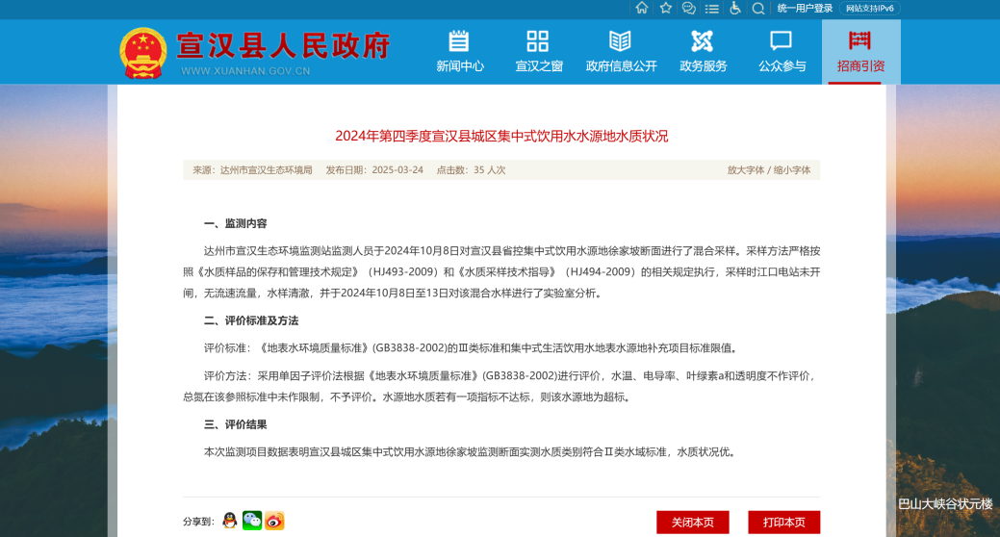 统一用户登录 网站支持IPv6
宣汉县人民政府
WWW.XUANHAN.GOV.CN
新闻中心 宣汉之窗 政府信息公开 政务服务 公众参与 招商引资
2024年第四季度宣汉县城区集中式饮用水水源地水质状况
来源：达州市宣汉生态环境局 发布日期：2025-03-24 点击数：35 人次 放大字体 / 缩小字体
一、监测内容
达州市宣汉生态环境监测站监测人员于2024年10月8日对宣汉县省控集中式饮用水源地徐家坡断面进行了混合采样。采样方法严格按
照《水质样品的保存和管理技术规定》（HJ493-2009）和《水质采样技术指导》（HJ494-2009）的相关规定执行，采样时江口电站未开
闸，无流速流量，水样清澈，并于2024年10月8日至13日对该混合水样进行了实验室分析。
二、评价标准及方法
评价标准：《地表水环境质量标准》(GB3838-2002)的Ⅲ类标准和集中式生活饮用水地表水源地补充项目标准限值。
评价方法：采用单因子评价法根据《地表水环境质量标准》(GB3838-2002)进行评价，水温、电导率、叶绿素a和透明度不作评价，
总氮在该参照标准中未作限制，不予评价。水源地水质若有一项指标不达标，则该水源地为超标。
三、评价结果
本次监测项目数据表明宣汉县城区集中式饮用水源地徐家坡监测断面实测水质类别符合Ⅱ类水域标准，水质状况优。
巴山大峡谷状元楼
分享到： 关闭本页 打印本页